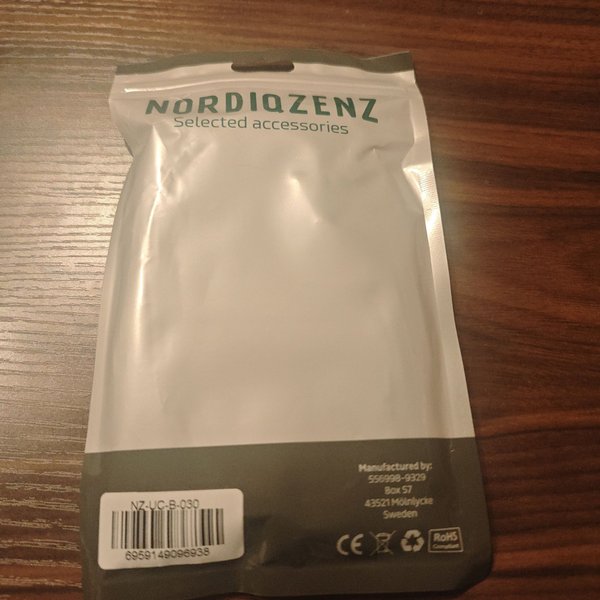 NORDIQZENZ
Selected accessories
Manufactured by:
556998-9329
Box 57
43521 Mölnlycke
Sweden
NZ-UC-B-030
6959149096938
CE
RoHS
Compliant